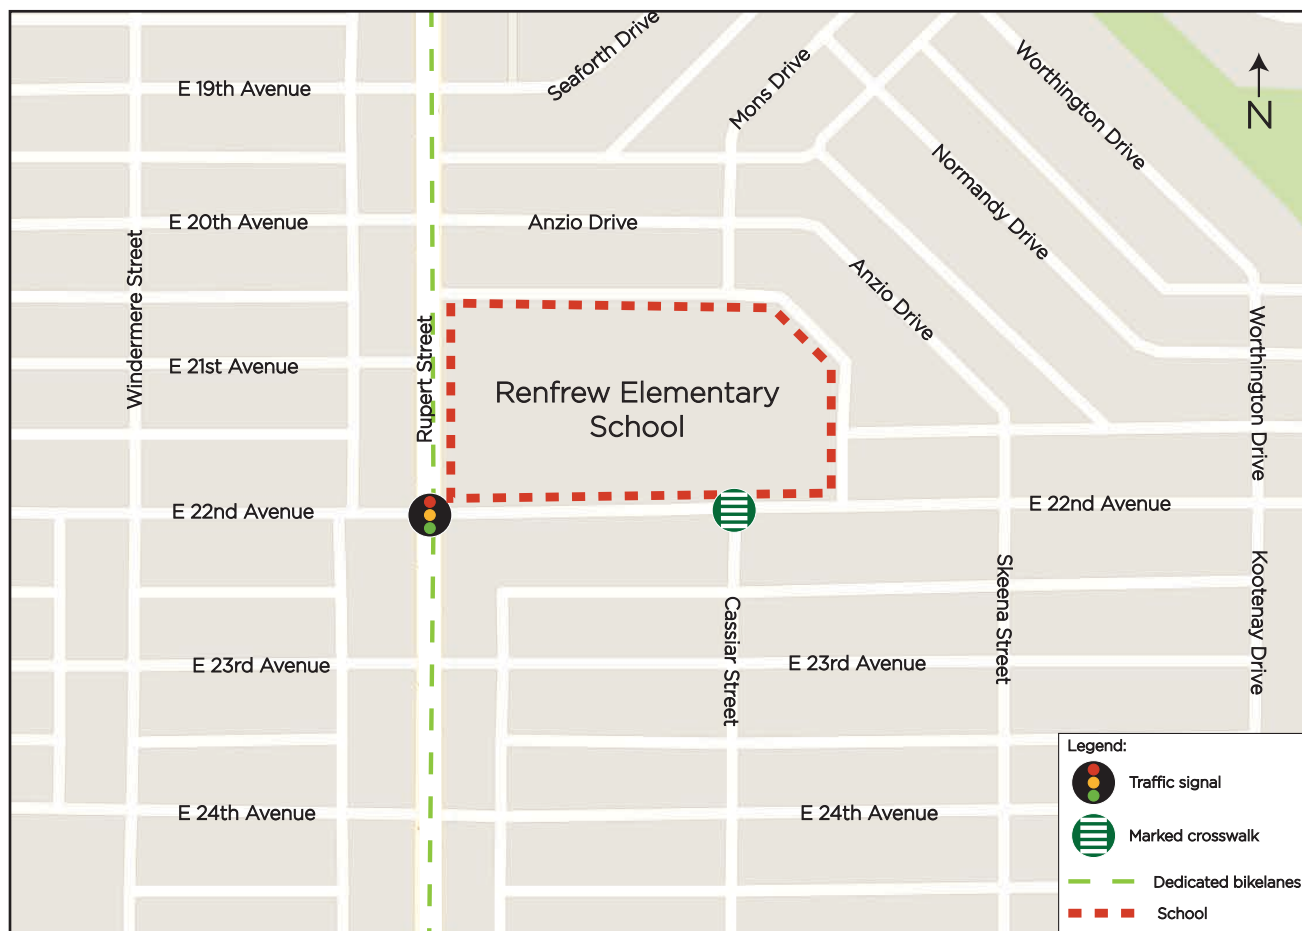 Seaforth Drive
E 19th Avenue
Mons Drive
Worthington Drive
N
Normandy Drive
E 20th Avenue
Anzio Drive
Windermere Street
Anzio Drive
Rupert Street
E 21st Avenue
Renfrew Elementary
School
Worthington Drive
E 22nd Avenue
E 22nd Avenue
Skeena Street
Kootenay Drive
Cassiar Street
E 23rd Avenue
E 23rd Avenue
E 24th Avenue
E 24th Avenue
Legend:
Traffic signal
Marked crosswalk
Dedicated bikelanes
School